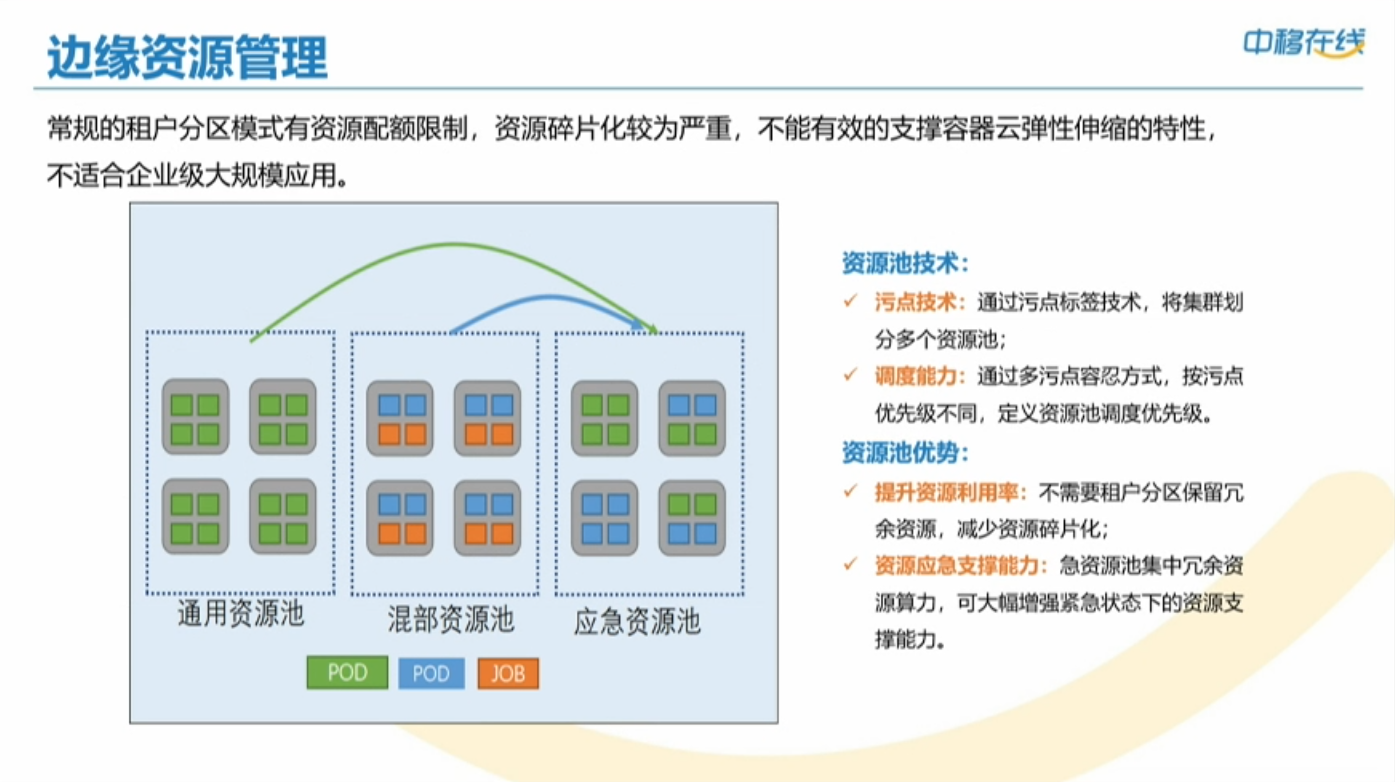 边缘资源管理
中移在线
常规的租户分区模式有资源配额限制，资源碎片化较为严重，不能有效的支撑容器云弹性伸缩的特性，
不适合企业级大规模应用。
通用资源池
混部资源池
应急资源池
POD
POD
JOB
资源池技术：
✓ 污点技术：通过污点标签技术，将集群划
分多个资源池；
✓ 调度能力：通过多污点容忍方式，按污点
优先级不同，定义资源池调度优先级。
资源池优势：
✓ 提升资源利用率：不需要租户分区保留冗
余资源，减少资源碎片化；
✓ 资源应急支撑能力：急资源池集中冗余资
源算力，可大幅增强紧急状态下的资源支
撑能力。